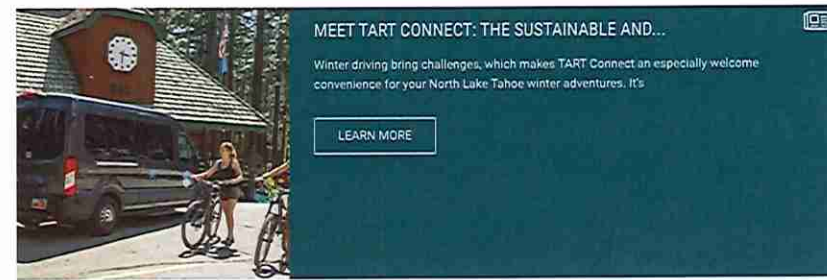 MEET TART CONNECT: THE SUSTAINABLE AND...
Winter driving bring challenges, which makes TART Connect an especially welcome
convenience for your North Lake Tahoe winter adventures. It's
LEARN MORE